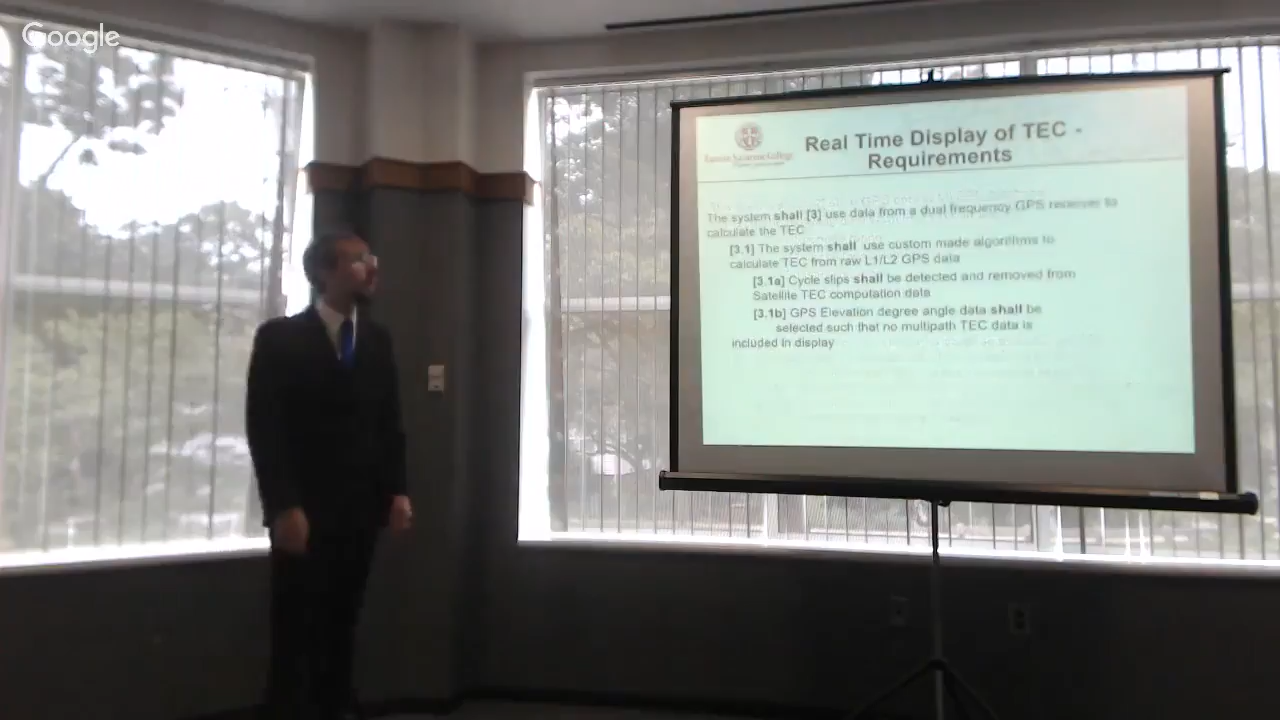 Google
Eastern Nazarene College
Real Time Display of TEC -
Requirements
The system shall [3] use data from a dual frequency GPS receiver to
calculate the TEC
[3.1] The system shall use custom made algorithms to
calculate TEC from raw L1/L2 GPS data
[3.1a] Cycle slips shall be detected and removed from
Satellite TEC computation data
[3.1b] GPS Elevation degree angle data shall be
selected such that no multipath TEC data is
included in display